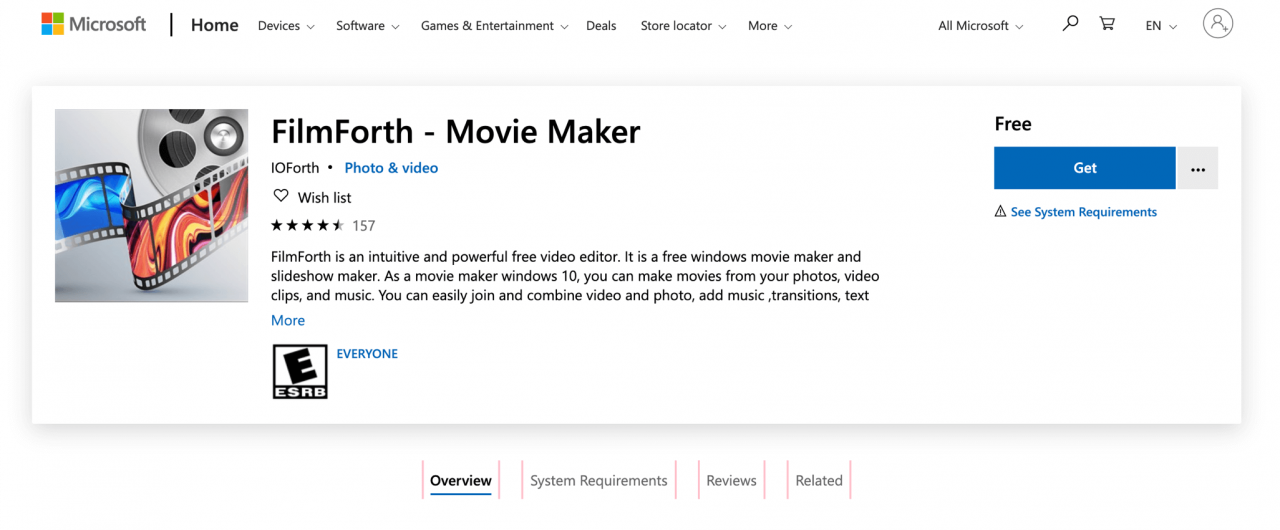 Microsoft Home Devices Software Games & Entertainment Deals Store locator More All Microsoft EN
FilmForth - Movie Maker
IOForth • Photo & video
Wish list
157
FilmForth is an intuitive and powerful free video editor. It is a free windows movie maker and
slideshow maker. As a movie maker windows 10, you can make movies from your photos, video
clips, and music. You can easily join and combine video and photo, add music ,transitions, text
More
E EVERYONE
ESRB
Free
Get
See System Requirements
Overview System Requirements Reviews Related